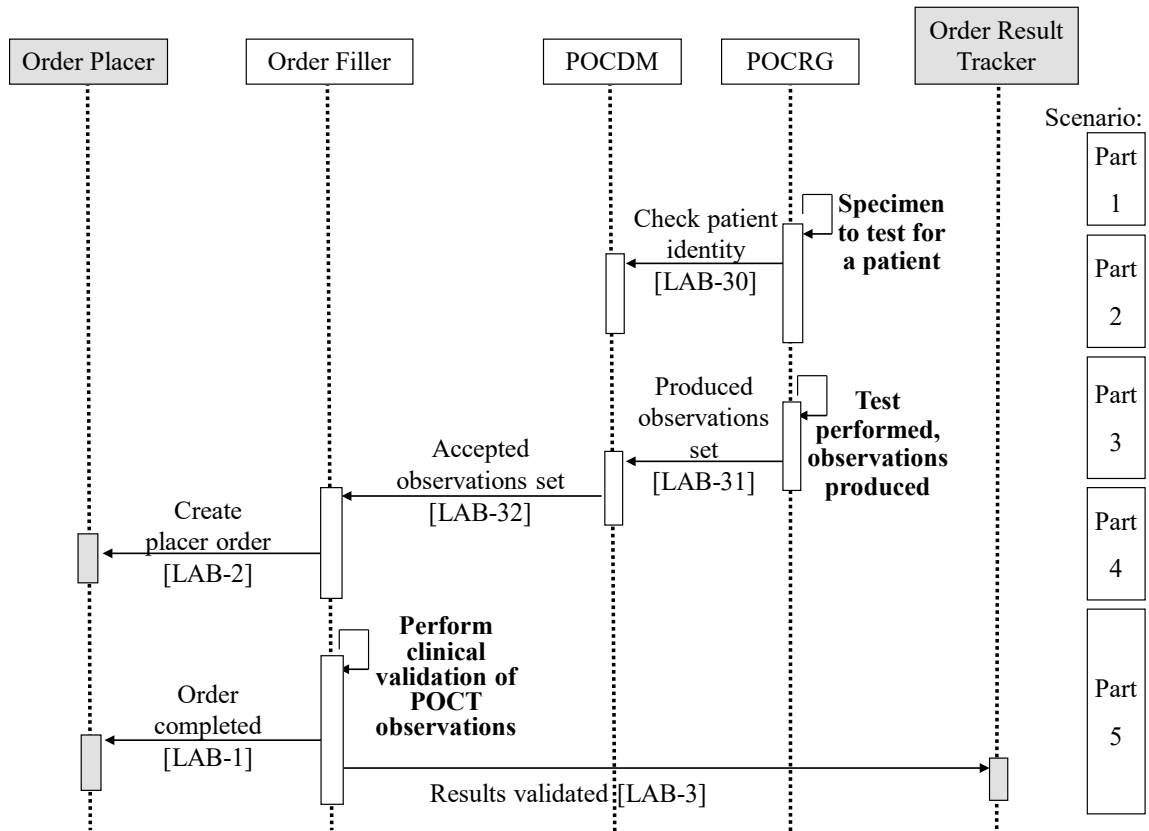 Order Placer
Order Filler
POCDM
POCRG
Order Result
Tracker
Scenario:
Part
1
Specimen
to test for
a patient
Check patient
identity
[LAB-30]
Part
2
Part
3
Test
performed,
observations
produced
Produced
observations
set
[LAB-31]
Accepted
observations set
[LAB-32]
Create
placer order
[LAB-2]
Part
4
Perform
clinical
validation of
POCT
observations
Order
completed
[LAB-1]
Part
5
Results validated [LAB-3]